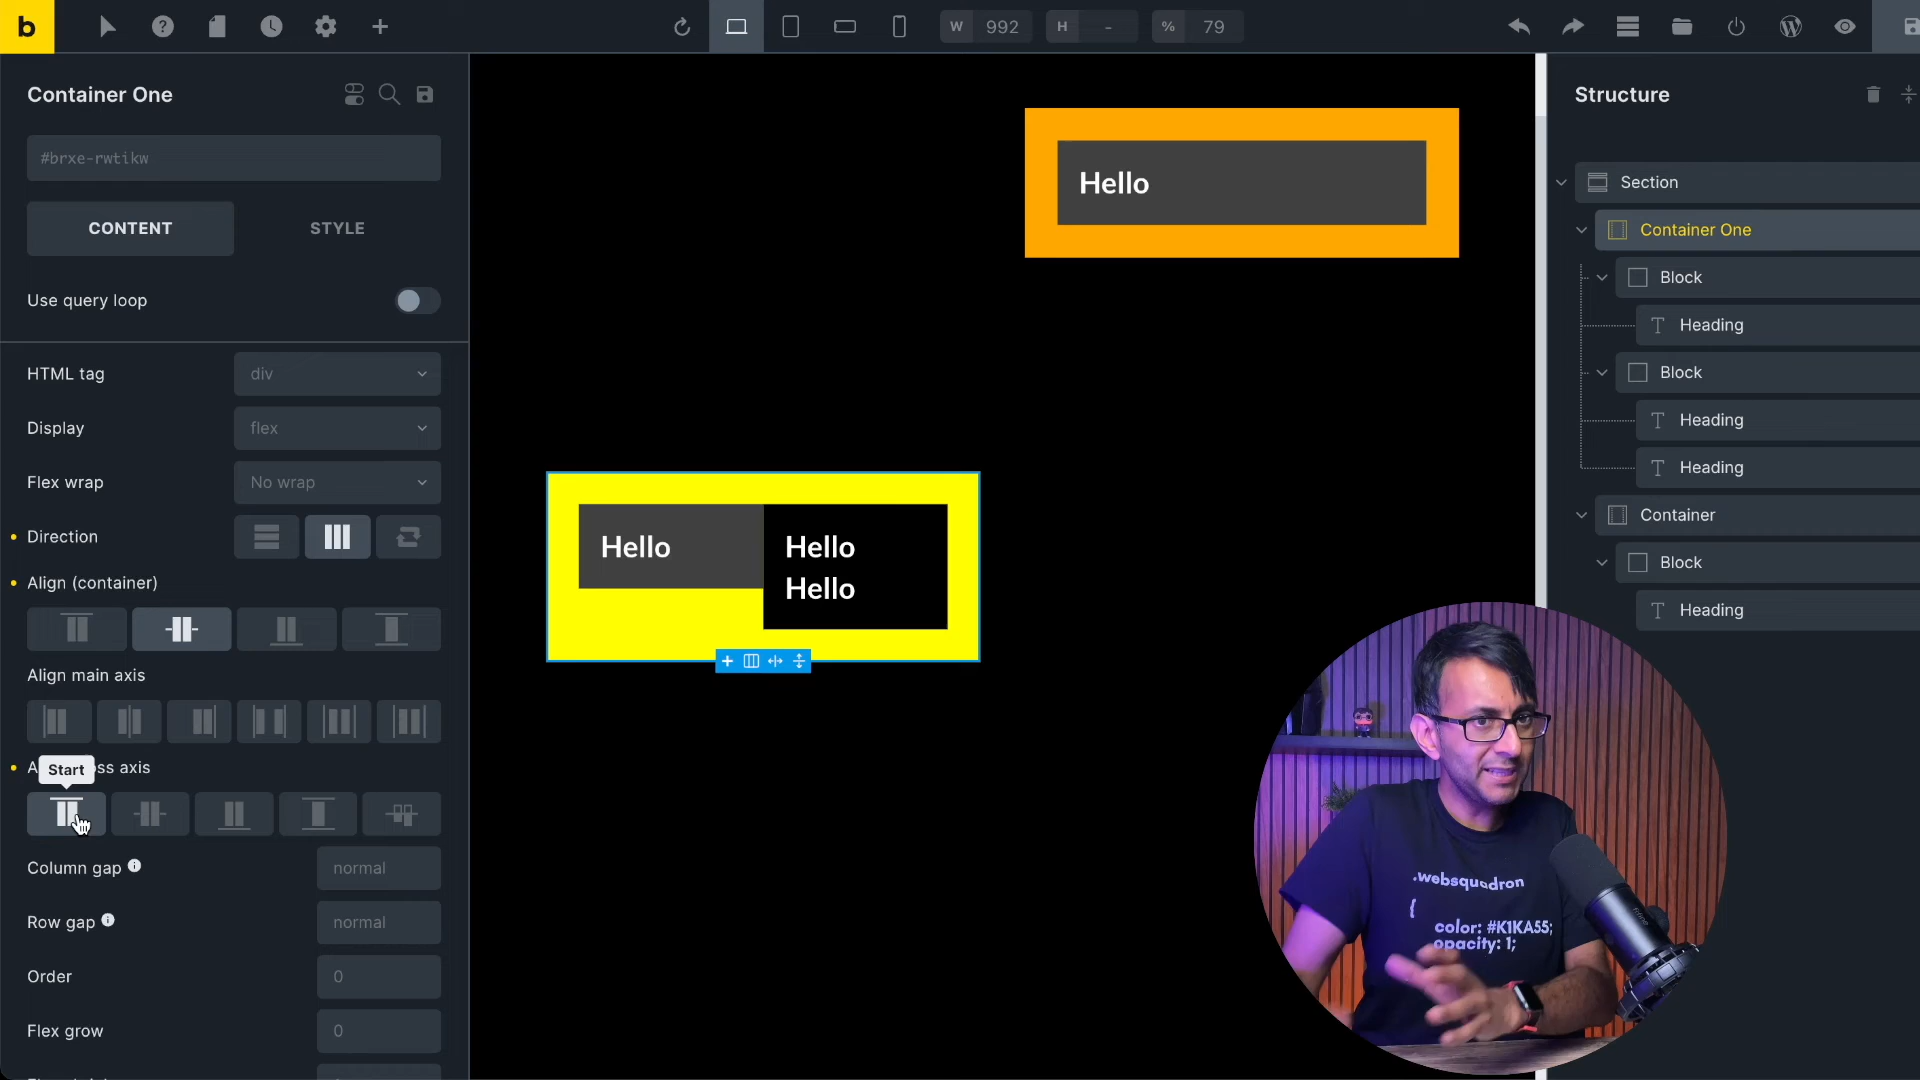 b
W 992
H -
% 79
Container One
#brxe-rwtikw
CONTENT
STYLE
Use query loop
HTML tag
div
Display
flex
Flex wrap
No wrap
Direction
Align (container)
Align main axis
Start
ss axis
Column gap
normal
Row gap
normal
Order
0
Flex grow
0
Hello
Hello
Hello
Hello
Structure
Section
Container One
Block
Heading
Block
Heading
Heading
Container
Block
Heading
.websquadron
{
color: #K1KA55;
opacity: 1;